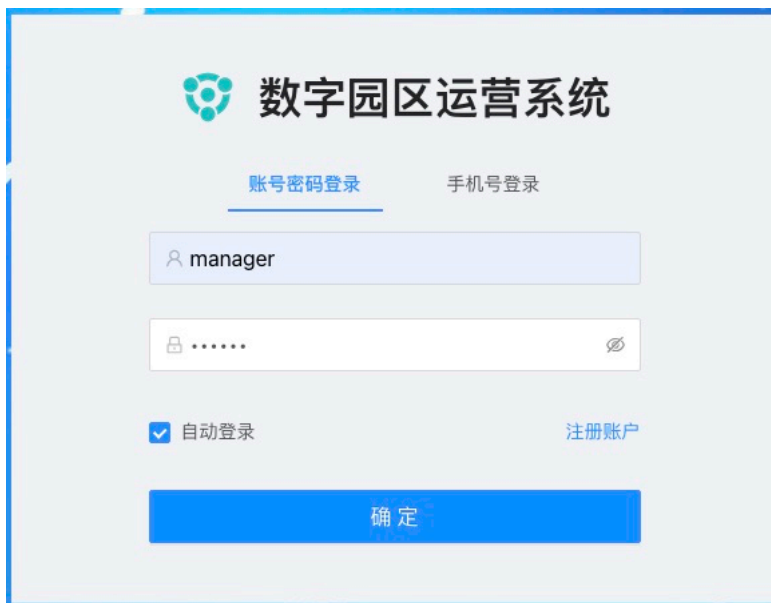 数字园区运营系统
账号密码登录 手机号登录
manager
••••••
自动登录 注册账户
确定